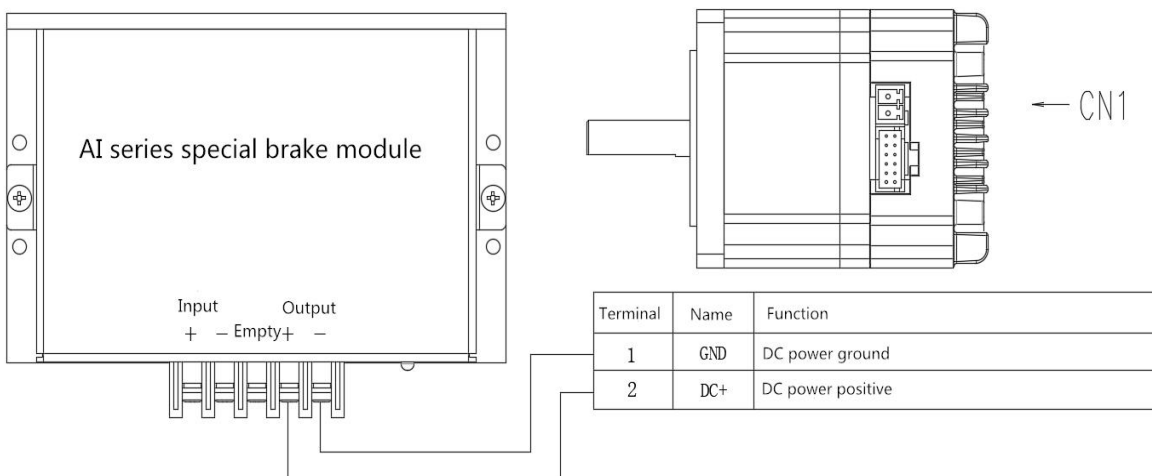 AI series special brake module
CN1
Input Output
+ − Empty + −
Terminal Name Function
1 GND DC power ground
2 DC+ DC power positive